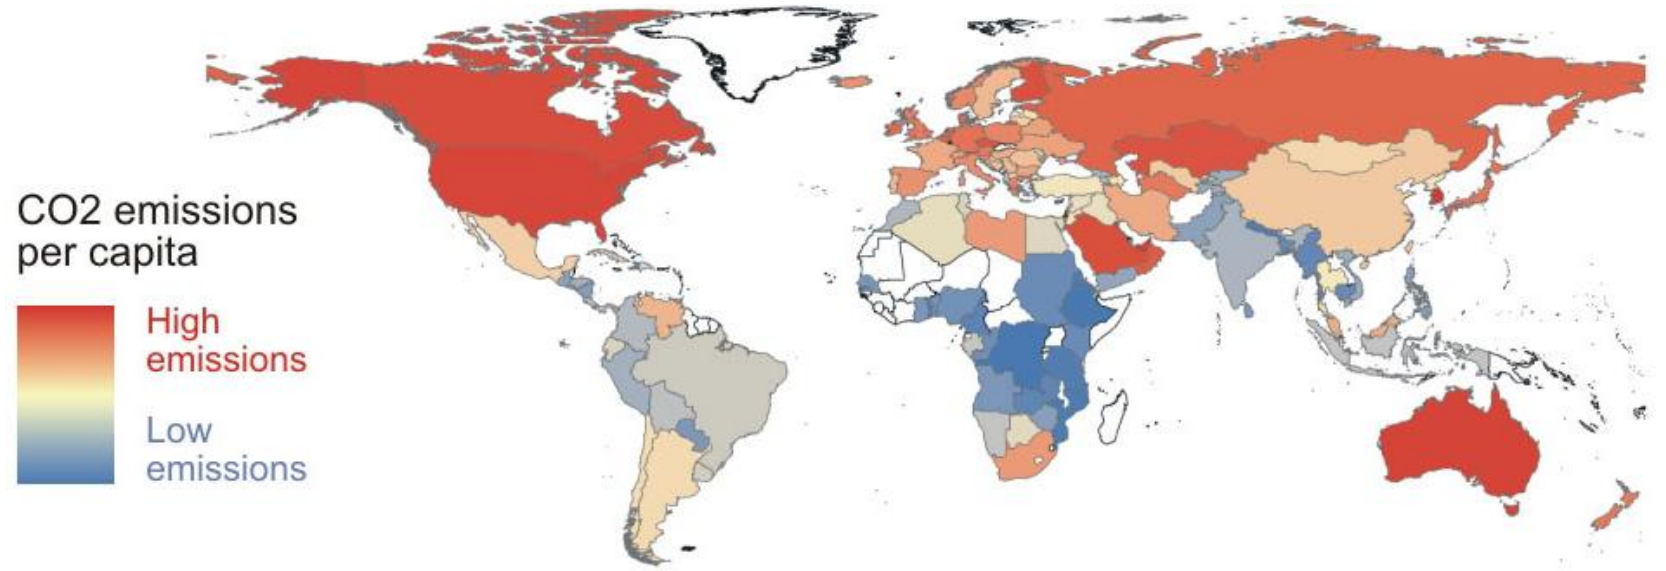 CO2 emissions
per capita
High
emissions
Low
emissions